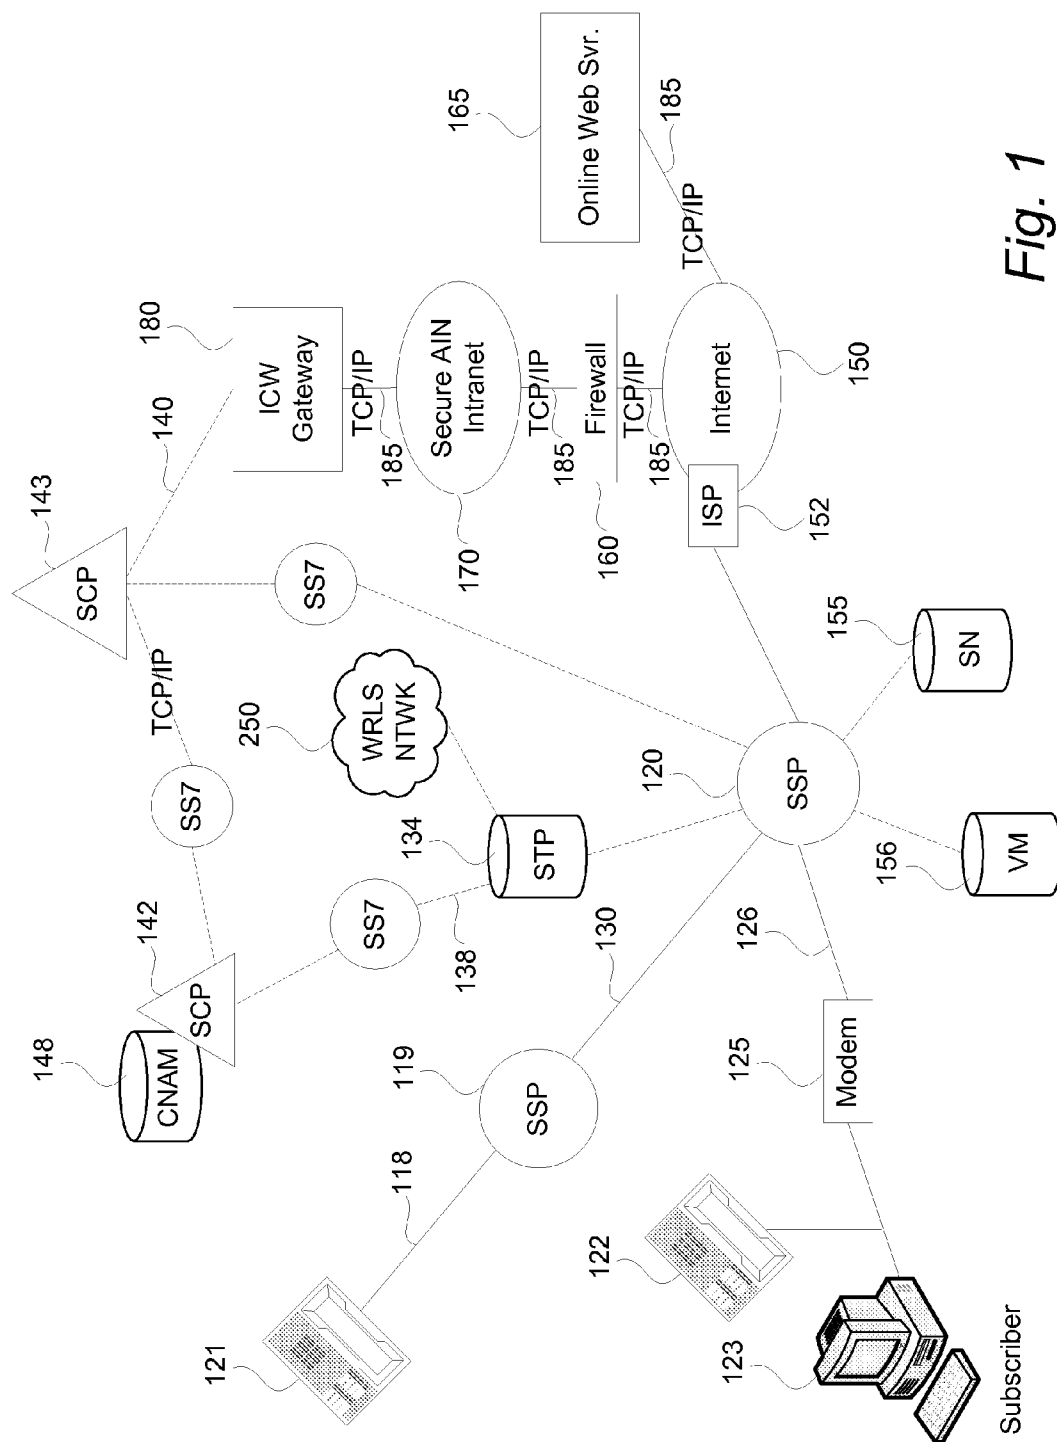 148
143
SCP
CNAM
142
TCP/IP
140
180
SCP
SS7
121
250
ICW
Gateway
SS7
TCP/IP
185
WRLS
NTWK
SS7
118
119
134
Secure AIN
Intranet
165
138
170
SSP
STP
TCP/IP
185
Online Web Svr.
Firewall
122
130
160
TCP/IP
185
120
185
TCP/IP
ISP
Internet
123
125
126
SSP
152
Modem
155
150
156
SN
VM
Subscriber
Fig. 1